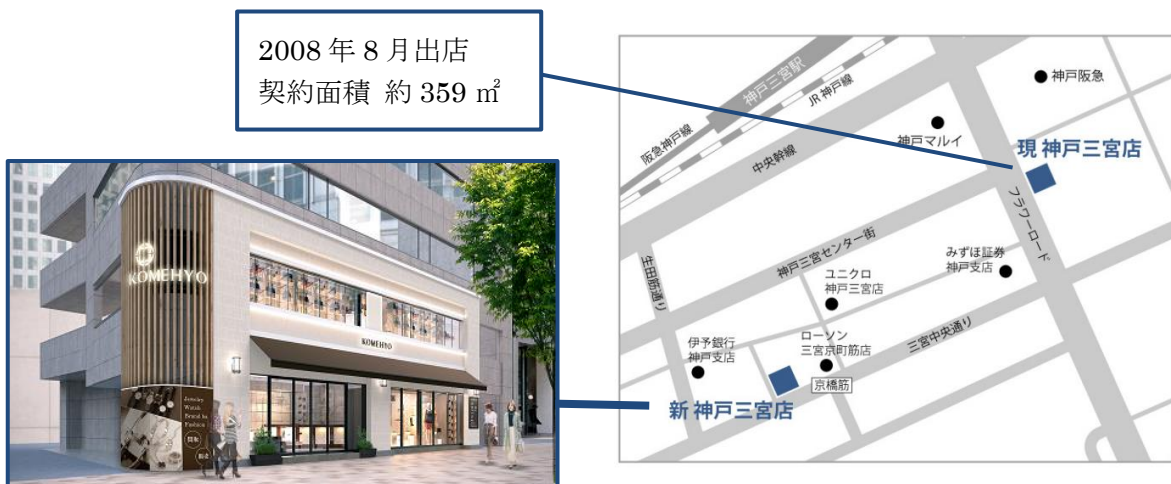 2008年8月出店
契約面積 約359㎡
KOMEHYO
KOMEHYO
Jewelry
Watch
Brand ba
Fashion
買取
神戸三宮駅
阪急神戸線
JR神戸線
中央幹線
神戸マルイ
神戸阪急
現 神戸三宮店
フラワーロード
生田筋通り
神戸三宮センター街
みずほ証券
神戸支店
ユニクロ
神戸三宮店
三宮中央通り
伊予銀行
神戸支店
ローソン
三宮京町筋店
京橋筋
新 神戸三宮店